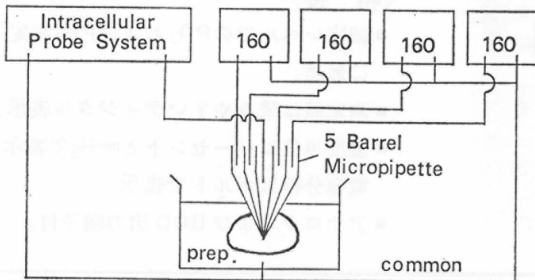 Intracellular
Probe System
160
160
160
160
5 Barrel
Micropipette
prep.
common